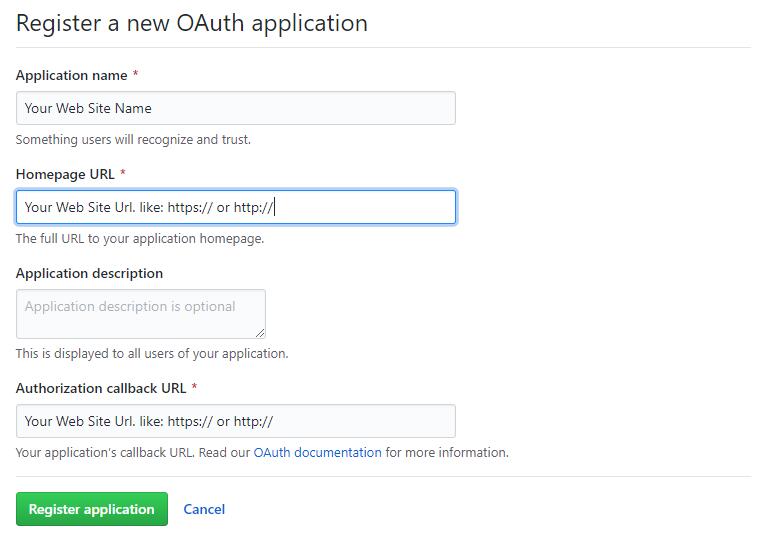 Register a new OAuth application
Application name *
Your Web Site Name
Something users will recognize and trust.
Homepage URL *
Your Web Site Url. like: https:// or http://
The full URL to your application homepage.
Application description
Application description is optional
This is displayed to all users of your application.
Authorization callback URL *
Your Web Site Url. like: https:// or http://
Your application's callback URL. Read our OAuth documentation for more information.
Register application Cancel